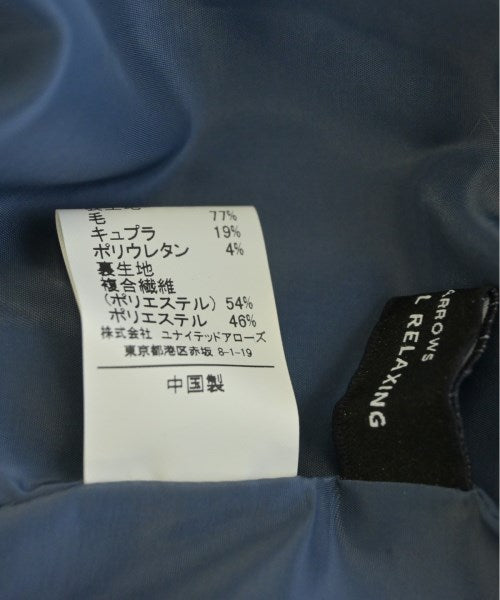 毛 77%
キュプラ 19%
ポリウレタン 4%
裏生地
複合繊維
(ポリエステル) 54%
ポリエステル 46%
株式会社 ユナイテッドアローズ
東京都港区赤坂 8-1-19
中国製
ARROWS
L RELAXING